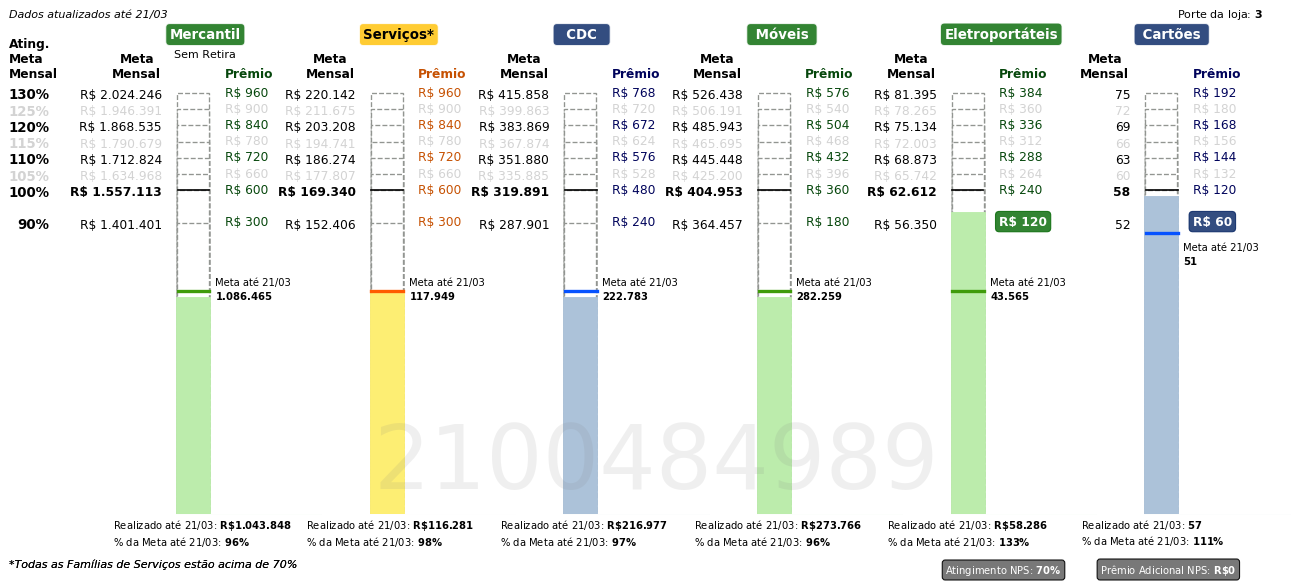 Dados atualizados até 21/03
Porte da loja: 3
Mercantil Serviços* CDC Móveis Eletroportáteis Cartões
Sem Retira
Ating. Meta Mensal
Meta Mensal Prêmio Meta Mensal Prêmio Meta Mensal Prêmio Meta Mensal Prêmio Meta Mensal Prêmio Meta Mensal Prêmio
130% R$ 2.024.246 R$ 960 R$ 220.142 R$ 960 R$ 415.858 R$ 768 R$ 526.438 R$ 576 R$ 81.395 R$ 384 75 R$ 192
125% R$ 1.946.391 R$ 900 R$ 211.675 R$ 900 R$ 399.863 R$ 720 R$ 506.191 R$ 540 R$ 78.265 R$ 360 72 R$ 180
120% R$ 1.868.535 R$ 840 R$ 203.208 R$ 840 R$ 383.869 R$ 672 R$ 485.943 R$ 504 R$ 75.134 R$ 336 69 R$ 168
115% R$ 1.790.679 R$ 780 R$ 194.741 R$ 780 R$ 367.874 R$ 624 R$ 465.695 R$ 468 R$ 72.003 R$ 312 66 R$ 156
110% R$ 1.712.824 R$ 720 R$ 186.274 R$ 720 R$ 351.880 R$ 576 R$ 445.448 R$ 432 R$ 68.873 R$ 288 63 R$ 144
105% R$ 1.634.968 R$ 660 R$ 177.807 R$ 660 R$ 335.885 R$ 528 R$ 425.200 R$ 396 R$ 65.742 R$ 264 60 R$ 132
100% R$ 1.557.113 R$ 600 R$ 169.340 R$ 600 R$ 319.891 R$ 480 R$ 404.953 R$ 360 R$ 62.612 R$ 240 58 R$ 120
90% R$ 1.401.401 R$ 300 R$ 152.406 R$ 300 R$ 287.901 R$ 240 R$ 364.457 R$ 180 R$ 56.350 R$ 120 52 R$ 60
Meta até 21/03
51
Meta até 21/03 Meta até 21/03 Meta até 21/03 Meta até 21/03 Meta até 21/03
1.086.465 117.949 222.783 282.259 43.565
2100484989
Realizado até 21/03: R$1.043.848 Realizado até 21/03: R$116.281 Realizado até 21/03: R$216.977 Realizado até 21/03: R$273.766 Realizado até 21/03: R$58.286 Realizado até 21/03: 57
% da Meta até 21/03: 96% % da Meta até 21/03: 98% % da Meta até 21/03: 97% % da Meta até 21/03: 96% % da Meta até 21/03: 133% % da Meta até 21/03: 111%
*Todas as Famílias de Serviços estão acima de 70%
Atingimento NPS: 70% Prêmio Adicional NPS: R$0